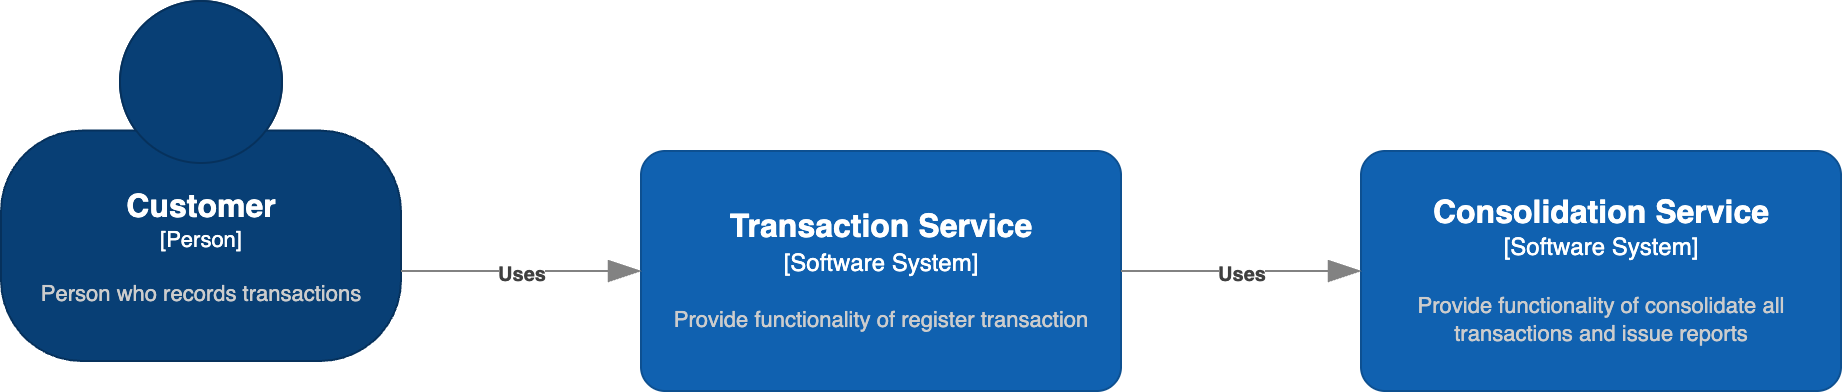 Customer
[Person]
Person who records transactions
Uses
Transaction Service
[Software System]
Provide functionality of register transaction
Uses
Consolidation Service
[Software System]
Provide functionality of consolidate all
transactions and issue reports